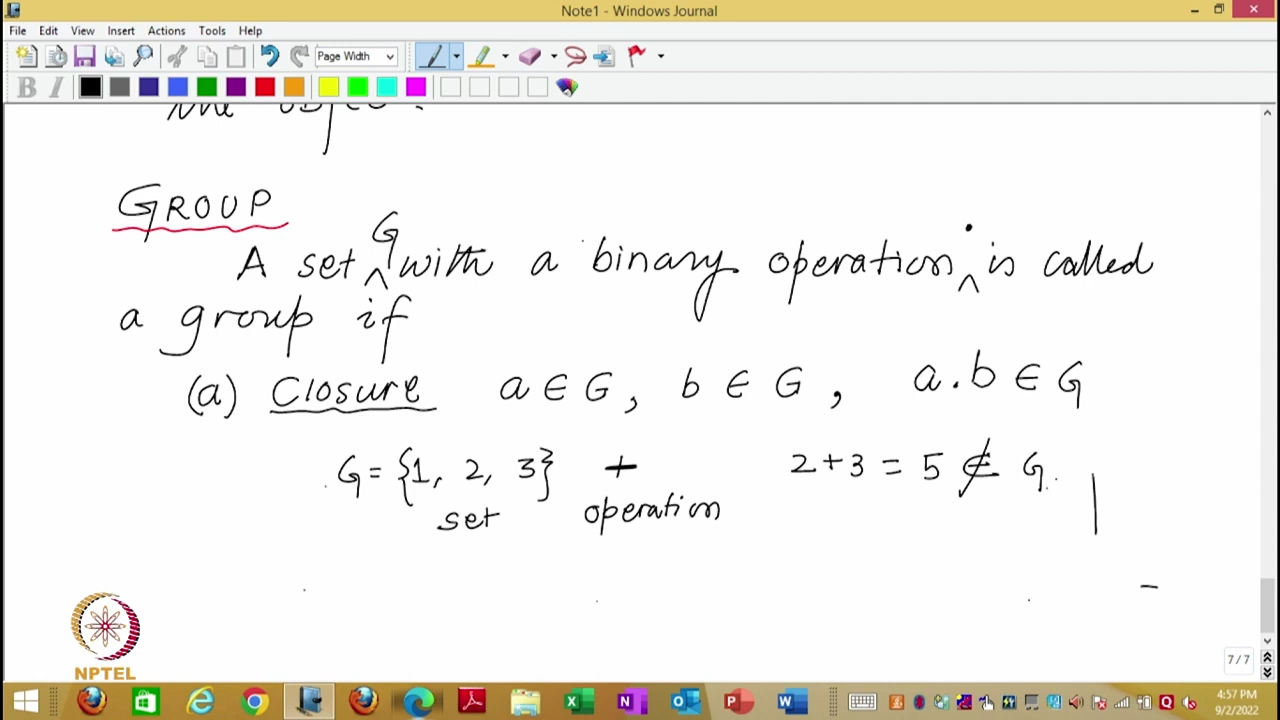 Note1 - Windows Journal
File Edit View Insert Actions Tools Help
Page Width
B I
the object.
GROUP
A set G with a binary operation . is called
a group if
(a) Closure a ∈ G, b ∈ G, a.b ∈ G
G = {1, 2, 3} + 2+3 = 5 ∉ G.
set operation
NPTEL
7/7
4:57 PM
9/2/2022